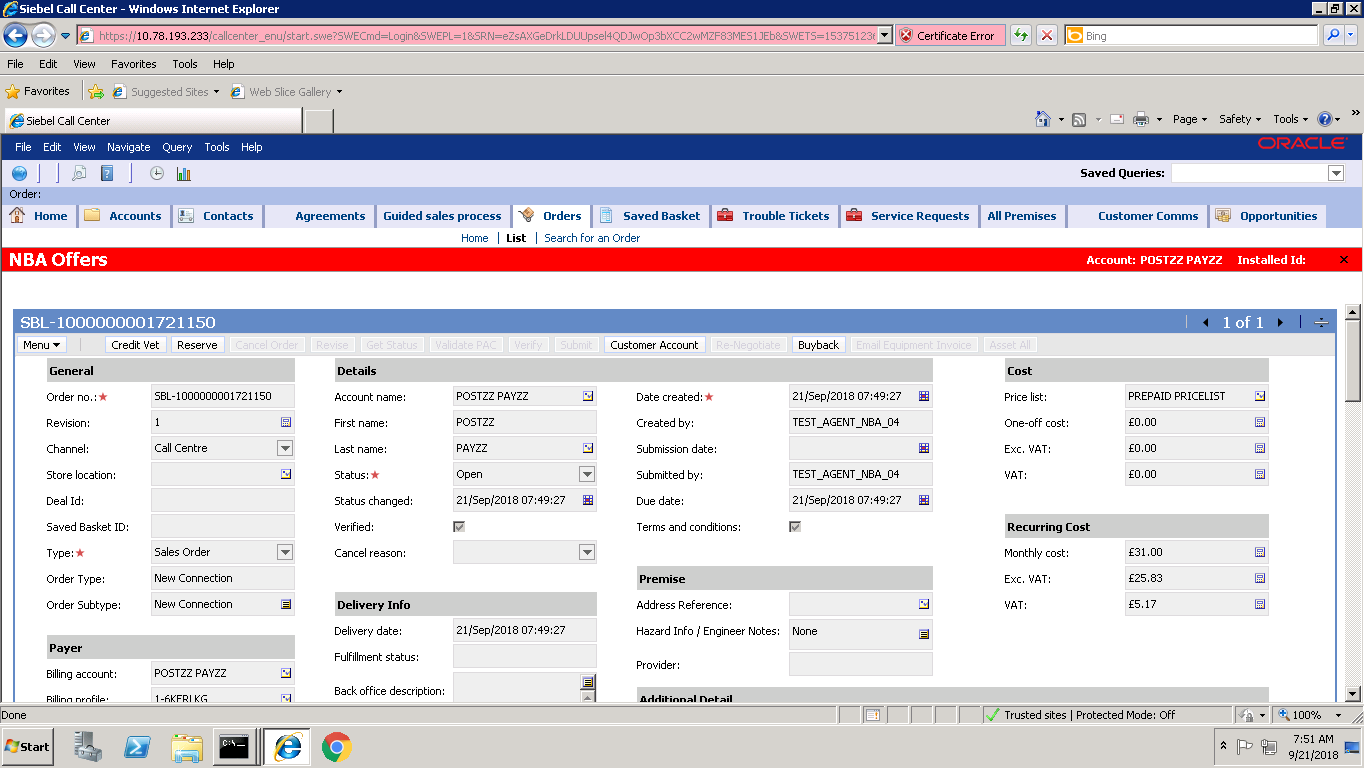 Siebel Call Center - Windows Internet Explorer
https://10.78.193.233/callcenter_enu/start.swe?SWECmd=Login&SWEPL=1&SRN= Certificate Error Bing
File Edit View Favorites Tools Help
Favorites Suggested Sites Web Slice Gallery
Siebel Call Center Page Safety Tools »
File Edit View Navigate Query Tools Help ORACLE
Saved Queries:
Order:
Home Accounts Contacts Agreements Guided sales process Orders Saved Basket Trouble Tickets Service Requests All Premises Customer Comms Opportunities
Home List Search for an Order
NBA Offers Account: POSTZZ PAYZZ Installed Id:
SBL-1000000001721150 1 of 1
Menu Credit Vet Reserve Cancel Order Revise Get Status Validate PAC Verify Submit Customer Account Re-Negotiate Buyback Email Equipment Invoice Asset All
General Details Cost
Order no.: SBL-1000000001721150 Account name: POSTZZ PAYZZ Date created: 21/Sep/2018 07:49:27 Price list: PREPAID PRICELIST
Revision: 1 First name: POSTZZ Created by: TEST_AGENT_NBA_04 One-off cost: £0.00
Channel: Call Centre Last name: PAYZZ Submission date: Exc. VAT: £0.00
Store location: Status: Open Submitted by: TEST_AGENT_NBA_04 VAT: £0.00
Deal Id: Status changed: 21/Sep/2018 07:49:27 Due date: 21/Sep/2018 07:49:27
Saved Basket ID: Verified: Terms and conditions: Recurring Cost
Type: Sales Order Cancel reason: Monthly cost: £31.00
Order Type: New Connection Premise Exc. VAT: £25.83
Order Subtype: New Connection Delivery Info Address Reference: VAT: £5.17
Delivery date: 21/Sep/2018 07:49:27 Hazard Info / Engineer Notes: None
Payer Fulfillment status: Provider:
Billing account: POSTZZ PAYZZ Back office description:
Billing profile: 1-6KERLKG Additional Detail
Done Trusted sites | Protected Mode: Off 100%
Start C:\ 7:51 AM
9/21/2018